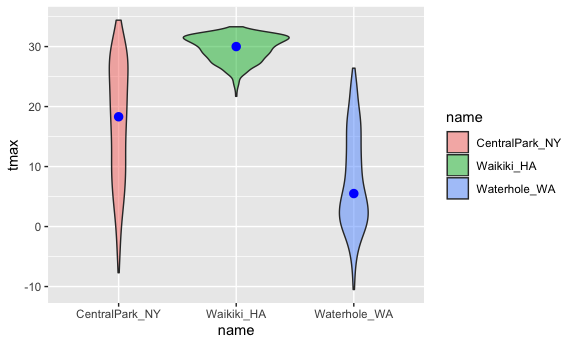 tmax
30
20
10
0
-10
CentralPark_NY
Waikiki_HA
Waterhole_WA
name
name
CentralPark_NY
Waikiki_HA
Waterhole_WA